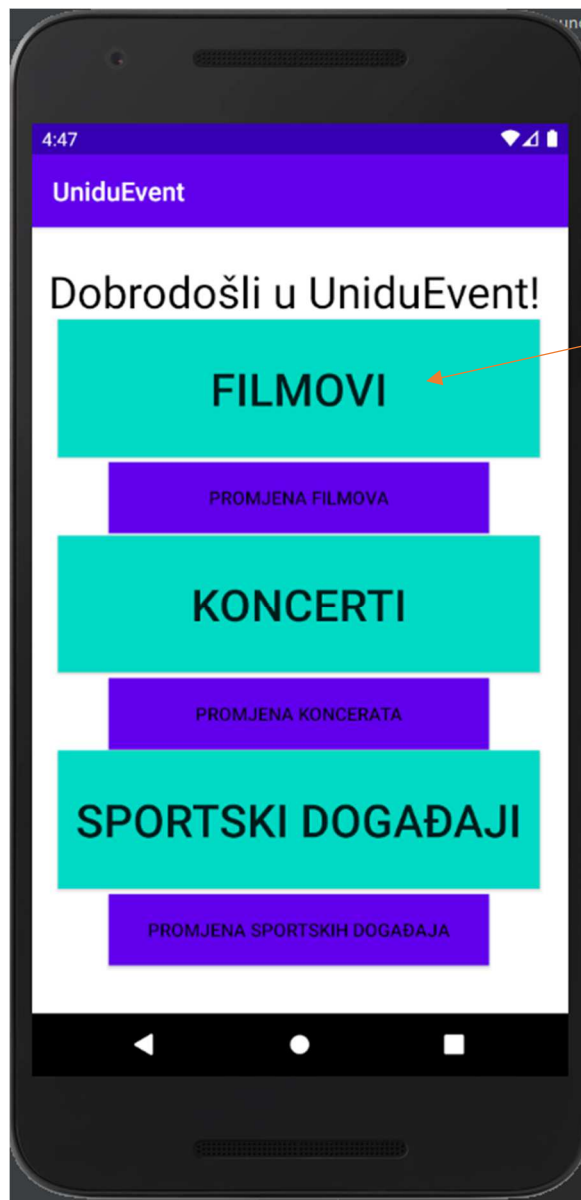 4:47
UniduEvent
Dobrodošli u UniduEvent!
FILMOVI
PROMJENA FILMOVA
KONCERTI
PROMJENA KONCERATA
SPORTSKI DOGAĐAJI
PROMJENA SPORTSKIH DOGAĐAJA